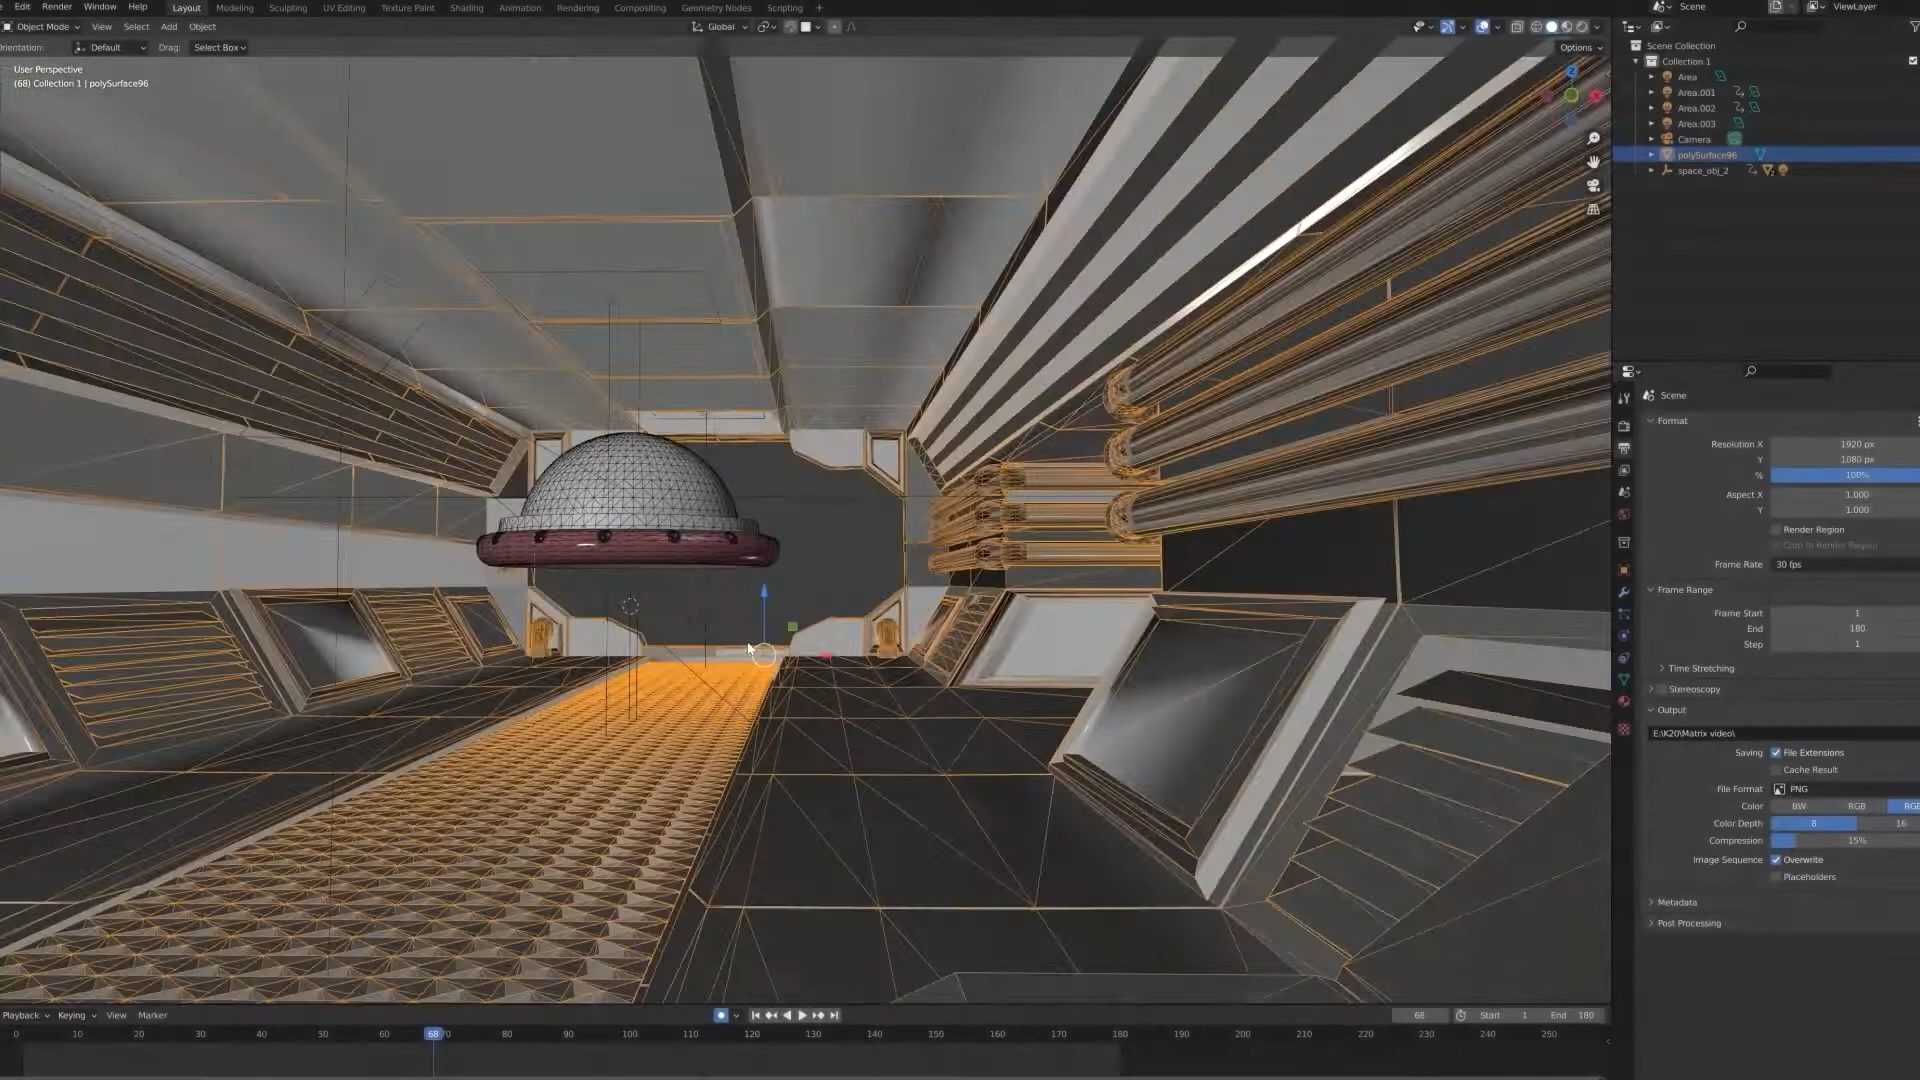 Edit Render Window Help Layout Modeling Sculpting UV Editing Texture Paint Shading Animation Rendering Compositing Geometry Nodes Scripting + Scene ViewLayer
Object Mode View Select Add Object Global
Orientation: Default Drag: Select Box Options
User Perspective
(68) Collection 1 | polySurface96
Z
Scene Collection
Collection 1
Area
Area.001
Area.002
Area.003
Camera
polySurface96
space_obj_2
Scene
Format
Resolution X 1920 px
Y 1080 px
% 100%
Aspect X 1.000
Y 1.000
Render Region
Crop to Render Region
Frame Rate 30 fps
Frame Range
Frame Start 1
End 180
Step 1
Time Stretching
Stereoscopy
Output
E:\K20\Matrix video\
Saving File Extensions
Cache Result
File Format PNG
Color BW RGB RGB
Color Depth 8 16
Compression 15%
Image Sequence Overwrite
Placeholders
Metadata
Post Processing
Playback Keying View Marker 68 Start 1 End 180
0 10 20 30 40 50 60 68 70 80 90 100 110 120 130 140 150 160 170 180 190 200 210 220 230 240 250